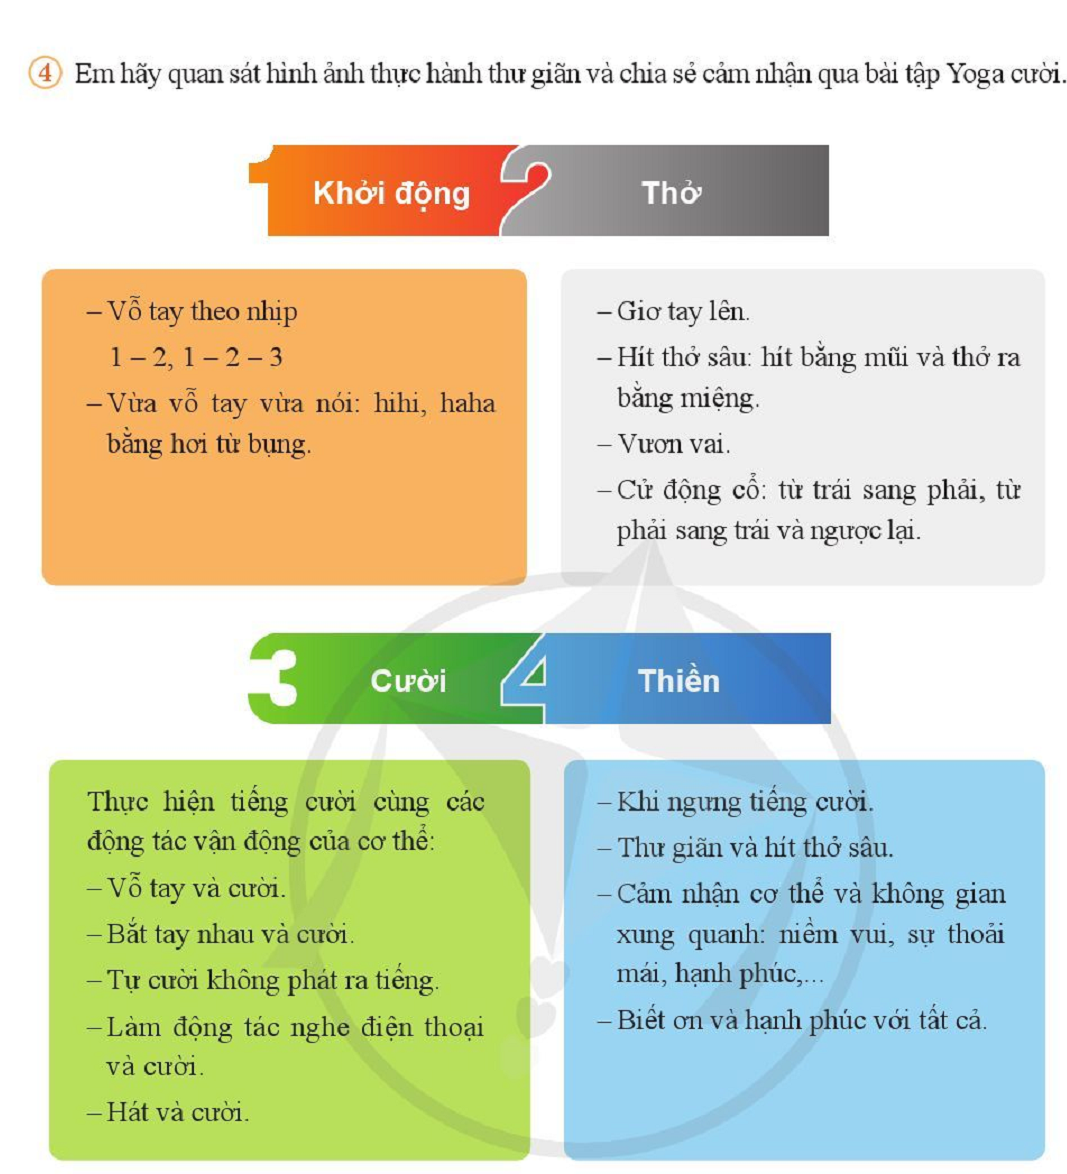 4 Em hãy quan sát hình ảnh thực hành thư giãn và chia sẻ cảm nhận qua bài tập Yoga cười.
1 Khởi động
2 Thở
– Vỗ tay theo nhịp
1 – 2, 1 – 2 – 3
– Vừa vỗ tay vừa nói: hihi, haha
bằng hơi từ bụng.
– Giơ tay lên.
– Hít thở sâu: hít bằng mũi và thở ra
bằng miệng.
– Vươn vai.
– Cử động cổ: từ trái sang phải, từ
phải sang trái và ngược lại.
3 Cười
4 Thiền
Thực hiện tiếng cười cùng các
động tác vận động của cơ thể:
– Vỗ tay và cười.
– Bắt tay nhau và cười.
– Tự cười không phát ra tiếng.
– Làm động tác nghe điện thoại
và cười.
– Hát và cười.
– Khi ngưng tiếng cười.
– Thư giãn và hít thở sâu.
– Cảm nhận cơ thể và không gian
xung quanh: niềm vui, sự thoải
mái, hạnh phúc,...
– Biết ơn và hạnh phúc với tất cả.